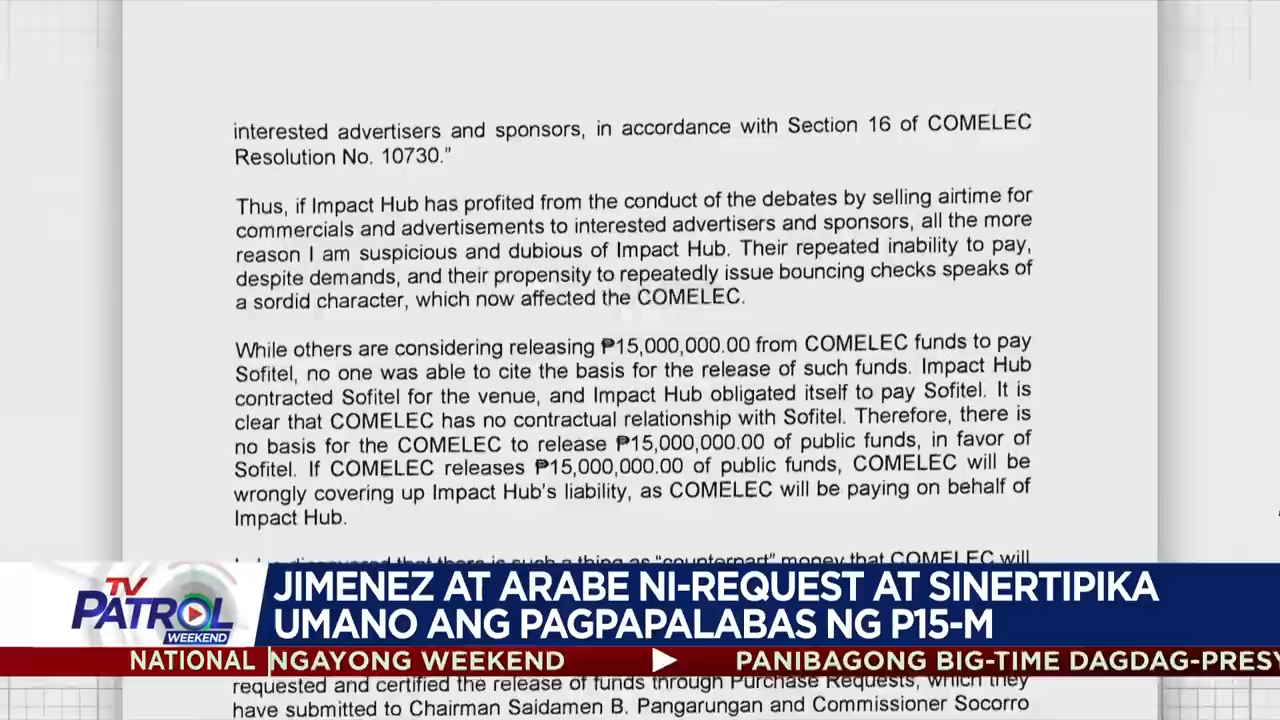 interested advertisers and sponsors, in accordance with Section 16 of COMELEC
Resolution No. 10730."
Thus, if Impact Hub has profited from the conduct of the debates by selling airtime for
commercials and advertisements to interested advertisers and sponsors, all the more
reason I am suspicious and dubious of Impact Hub. Their repeated inability to pay,
despite demands, and their propensity to repeatedly issue bouncing checks speaks of
a sordid character, which now affected the COMELEC.
While others are considering releasing ₱15,000,000.00 from COMELEC funds to pay
Sofitel, no one was able to cite the basis for the release of such funds. Impact Hub
contracted Sofitel for the venue, and Impact Hub obligated itself to pay Sofitel. It is
clear that COMELEC has no contractual relationship with Sofitel. Therefore, there is
no basis for the COMELEC to release ₱15,000,000.00 of public funds, in favor of
Sofitel. If COMELEC releases ₱15,000,000.00 of public funds, COMELEC will be
wrongly covering up Impact Hub's liability, as COMELEC will be paying on behalf of
Impact Hub.
that there is such a thing as "counterpart" money that COMELEC will
TV
PATROL
WEEKEND
JIMENEZ AT ARABE NI-REQUEST AT SINERTIPIKA
UMANO ANG PAGPAPALABAS NG P15-M
NATIONAL NGAYONG WEEKEND PANIBAGONG BIG-TIME DAGDAG-PRESY
requested and certified the release of funds through Purchase Requests, which they
have submitted to Chairman Saidamen B. Pangarungan and Commissioner Socorro